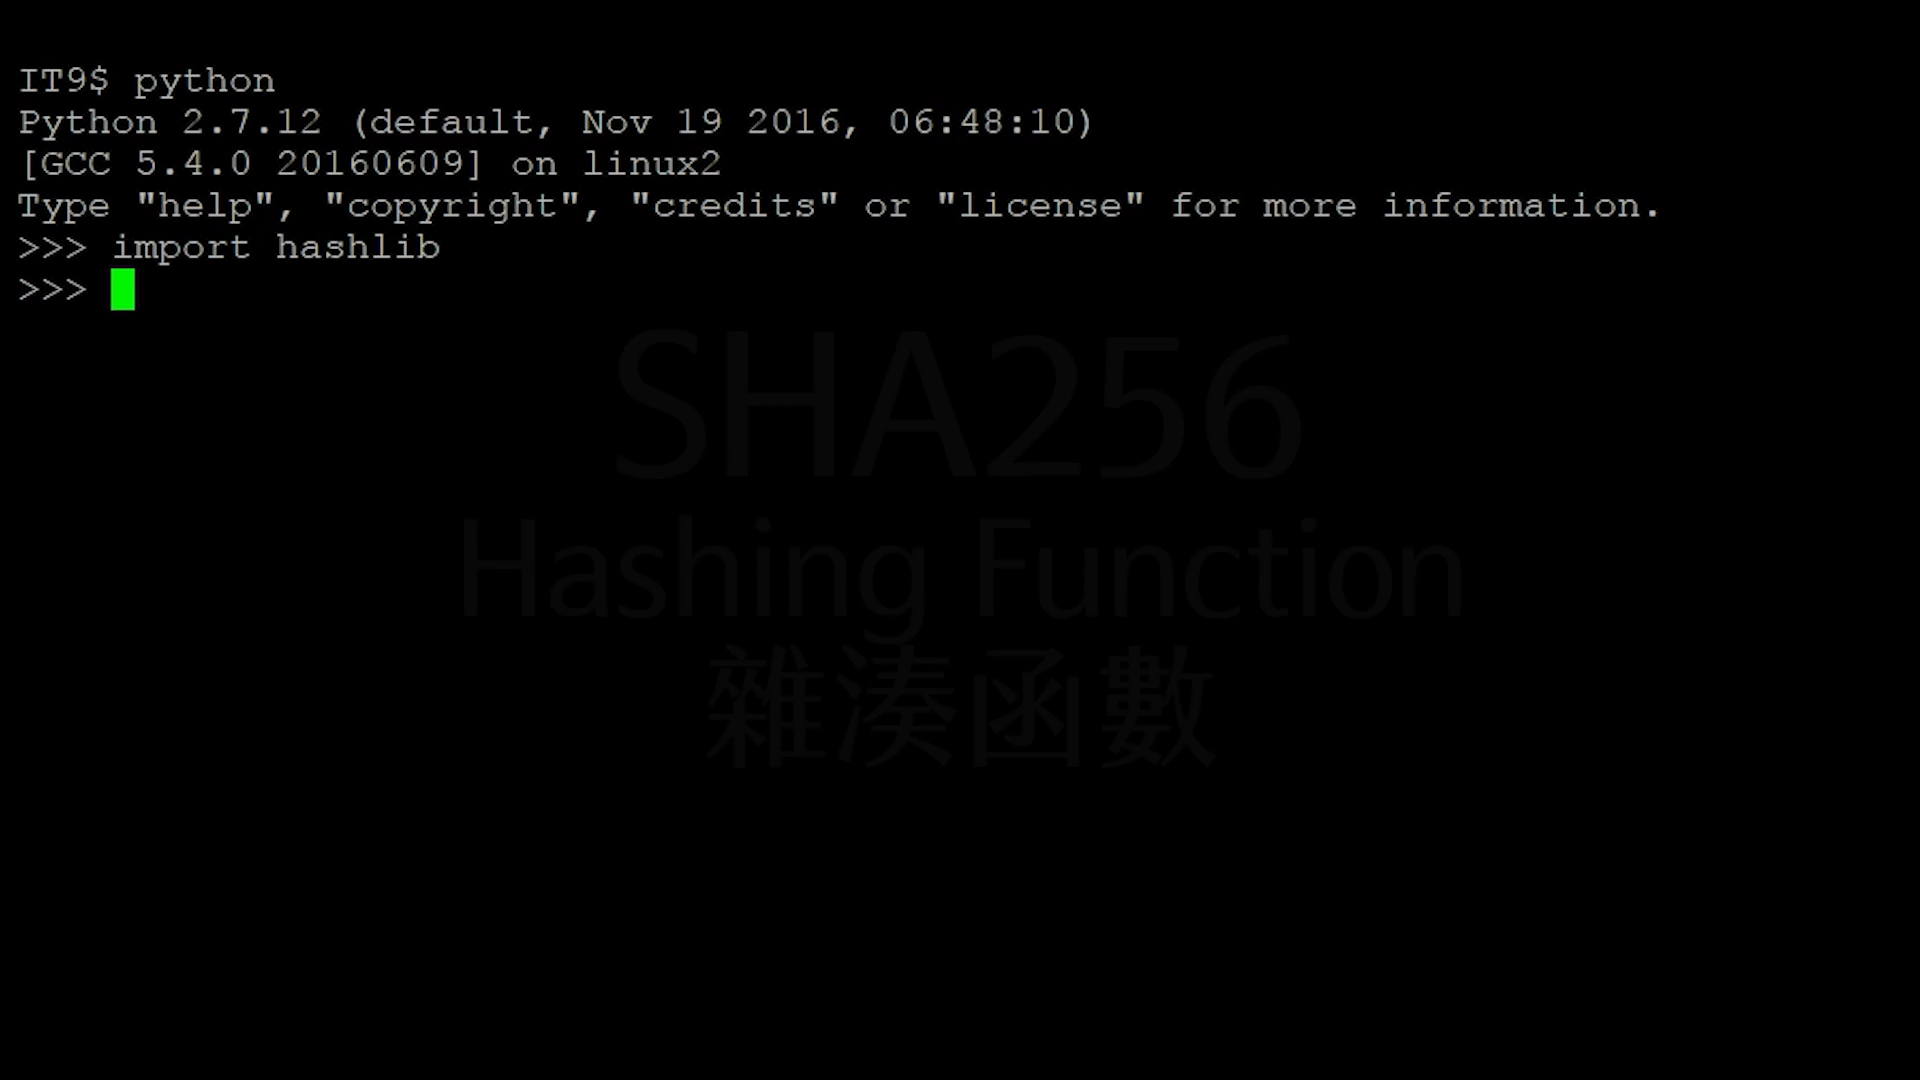 IT9$ python
Python 2.7.12 (default, Nov 19 2016, 06:48:10)
[GCC 5.4.0 20160609] on linux2
Type "help", "copyright", "credits" or "license" for more information.
>>> import hashlib
>>>
SHA256
Hashing Function
雜湊函數